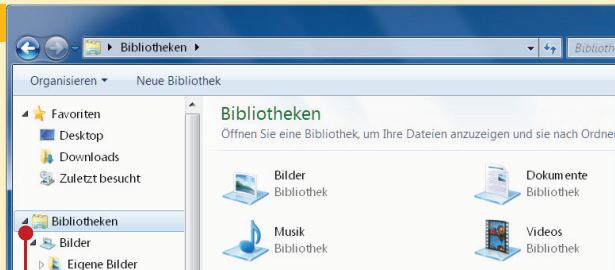 Bibliotheken
Organisieren Neue Bibliothek
Favoriten
Desktop
Downloads
Zuletzt besucht
Bibliotheken
Bilder
Eigene Bilder
Bibliotheken
Öffnen Sie eine Bibliothek, um Ihre Dateien anzuzeigen und sie nach
Bilder
Bibliothek
Dokumente
Bibliothek
Musik
Bibliothek
Videos
Bibliothek